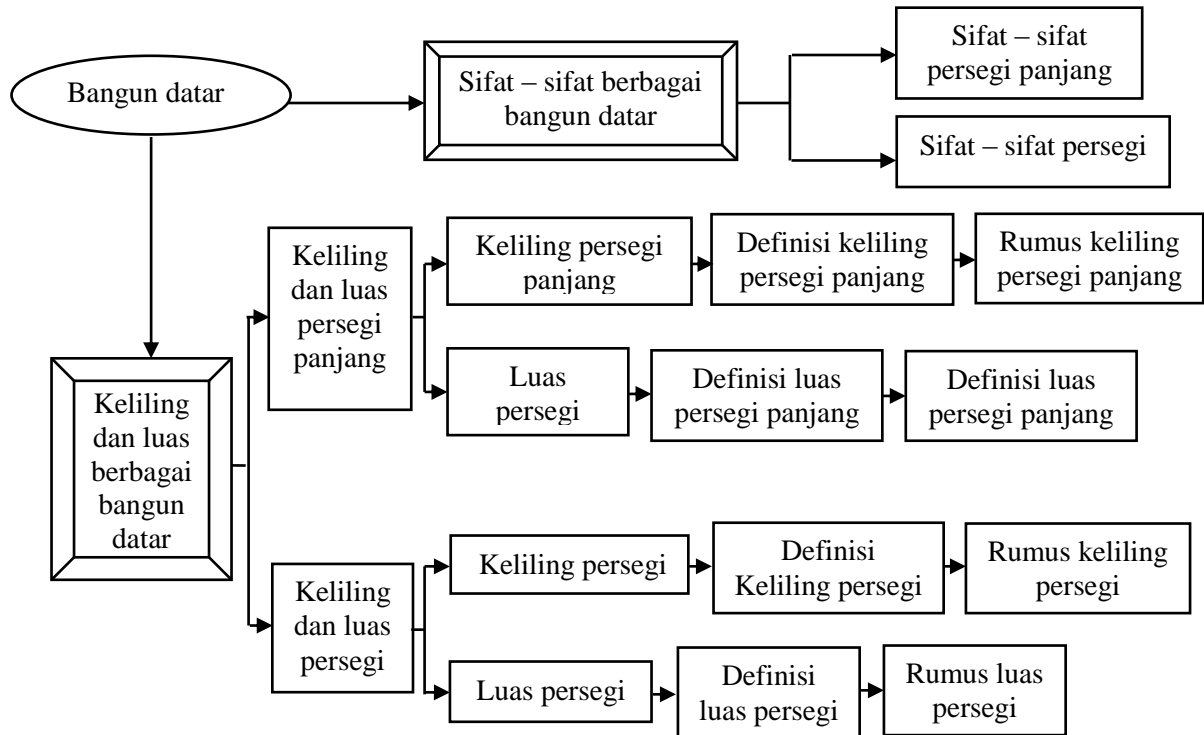 Bangun datar
Sifat – sifat berbagai
bangun datar
Sifat – sifat
persegi panjang
Sifat – sifat persegi
Keliling
dan luas
berbagai
bangun
datar
Keliling
dan luas
persegi
panjang
Keliling persegi
panjang
Definisi keliling
persegi panjang
Rumus keliling
persegi panjang
Luas
persegi
Definisi luas
persegi panjang
Definisi luas
persegi panjang
Keliling
dan luas
persegi
Keliling persegi
Definisi
Keliling persegi
Rumus keliling
persegi
Luas persegi
Definisi
luas persegi
Rumus luas
persegi